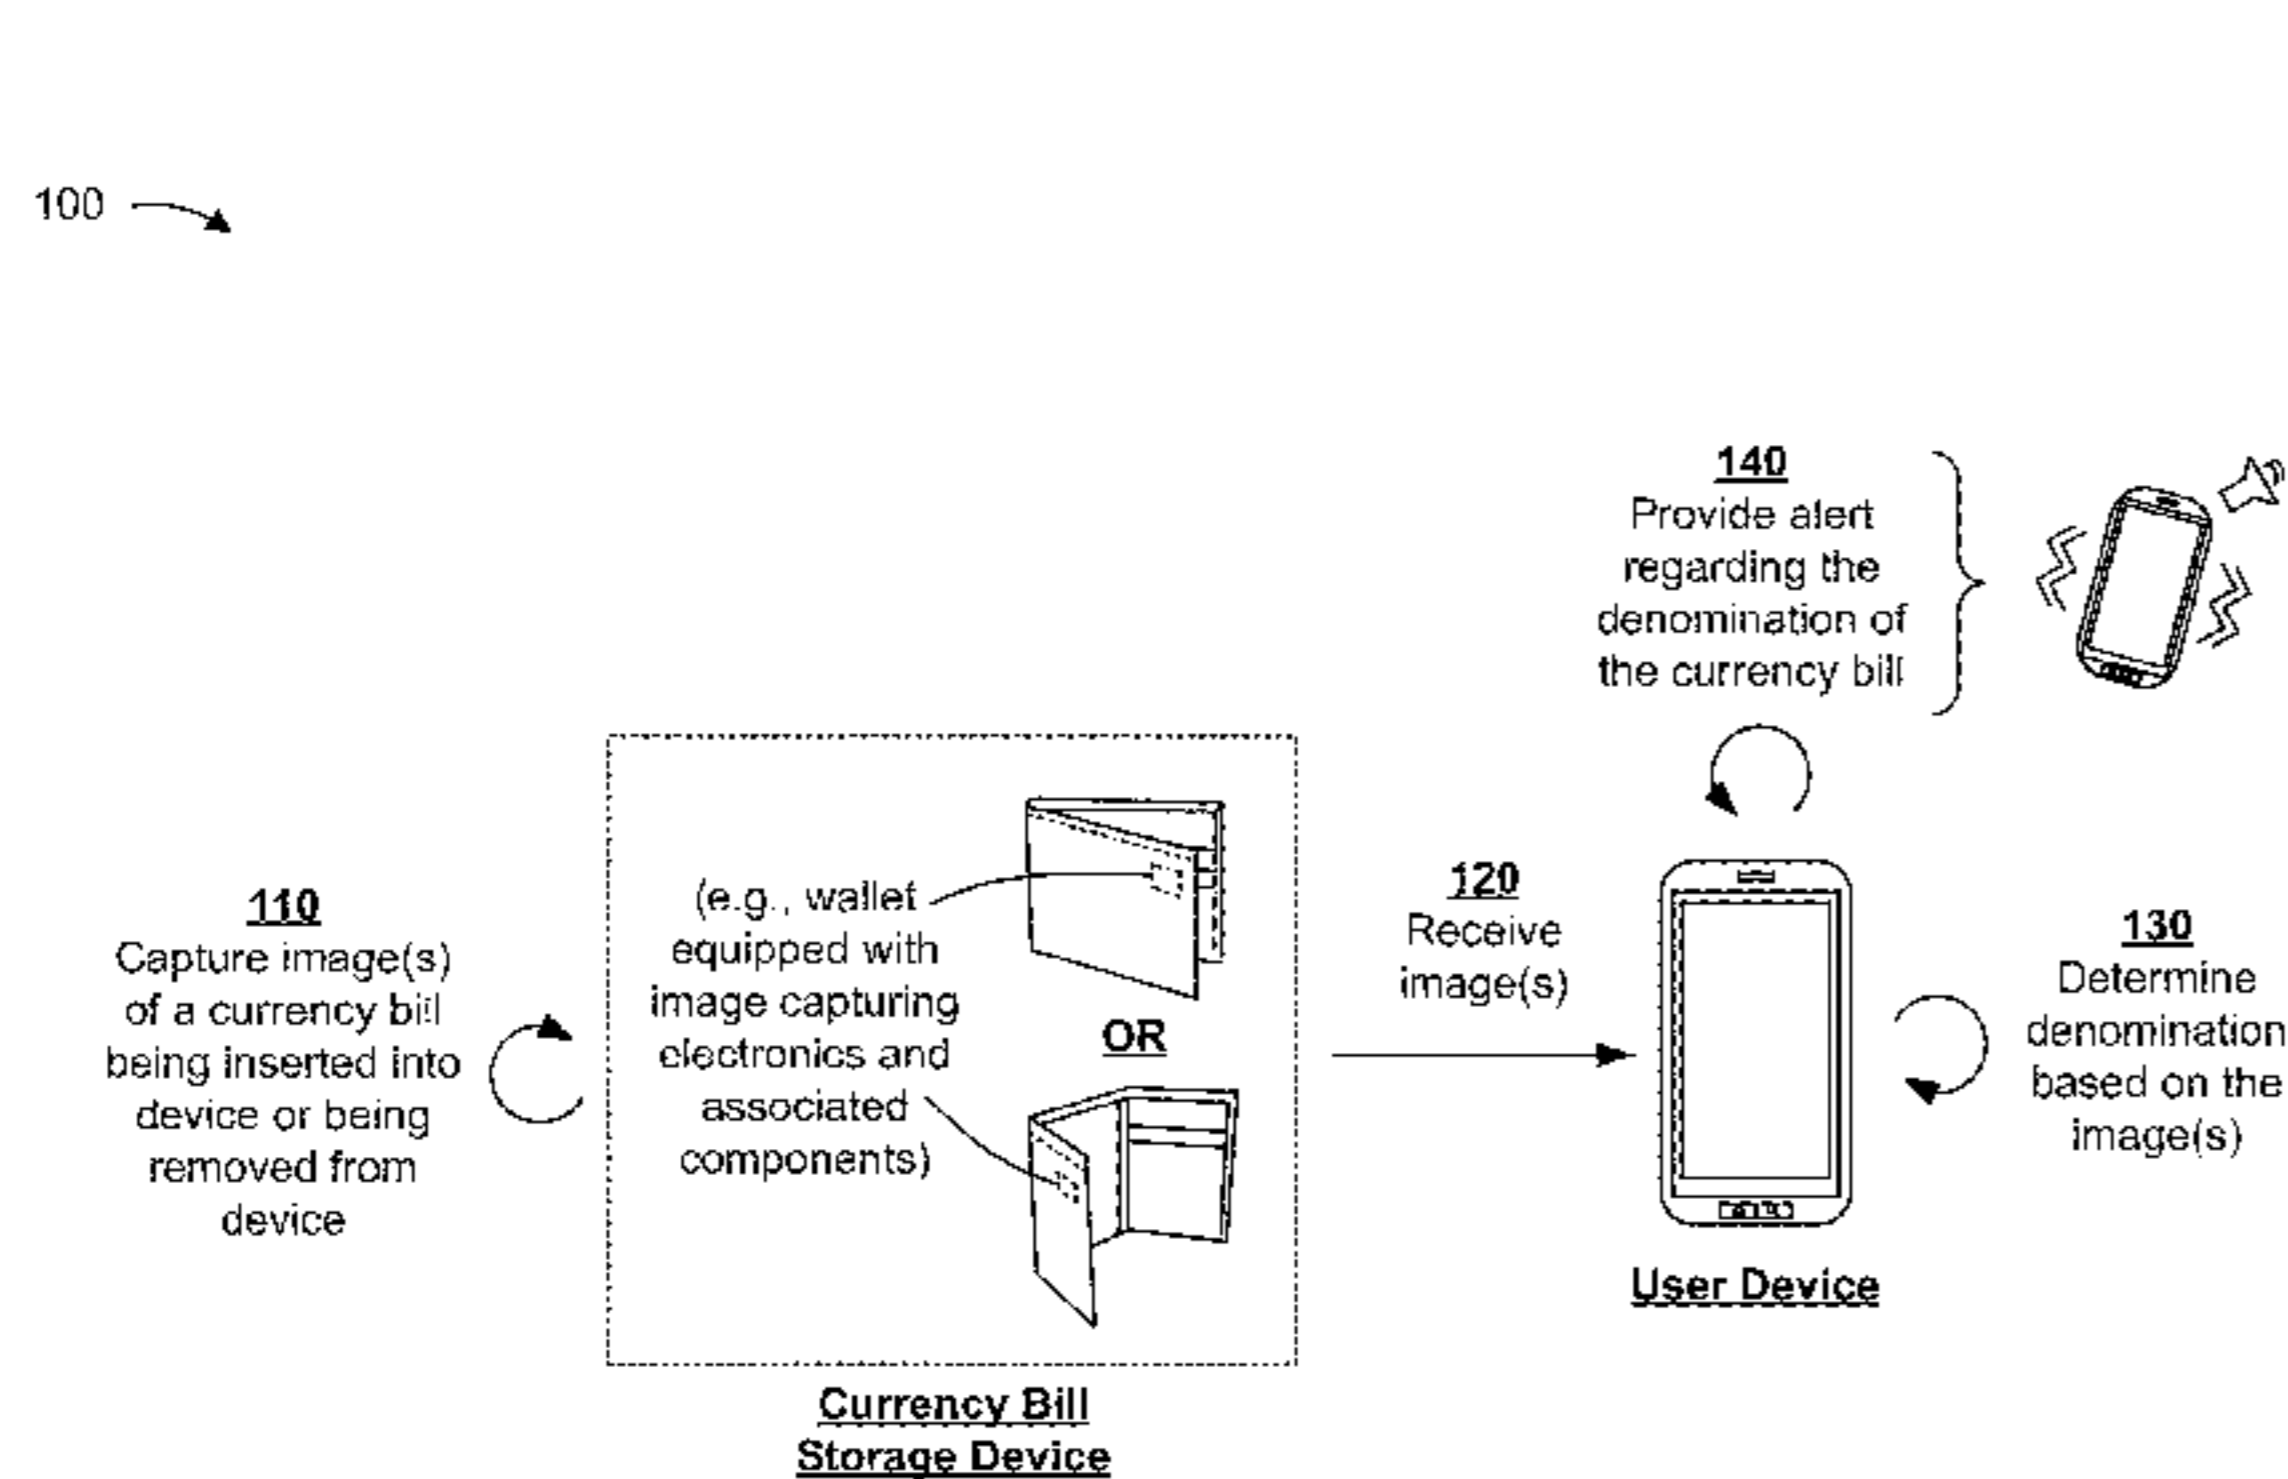 100
110
Capture image(s)
of a currency bill
being inserted into
device or being
removed from
device
(e.g., wallet
equipped with
image capturing
electronics and
associated
components)
OR
Currency Bill
Storage Device
120
Receive
image(s)
140
Provide alert
regarding the
denomination of
the currency bill
User Device
130
Determine
denomination
based on the
image(s)